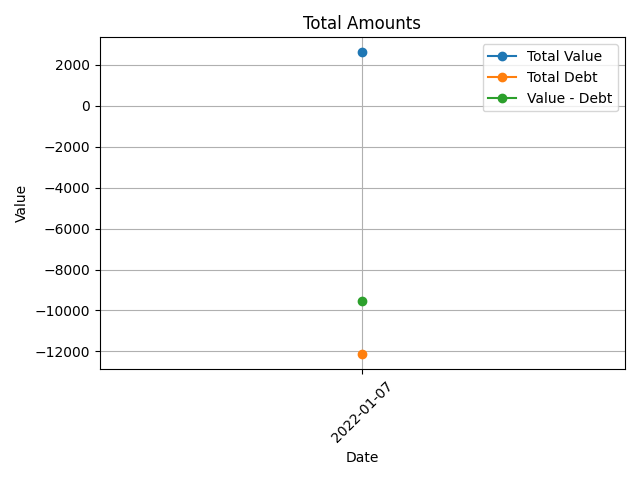 Total Amounts
Total Value
Total Debt
Value - Debt
2000
0
−2000
−4000
−6000
−8000
−10000
−12000
Value
2022-01-07
Date